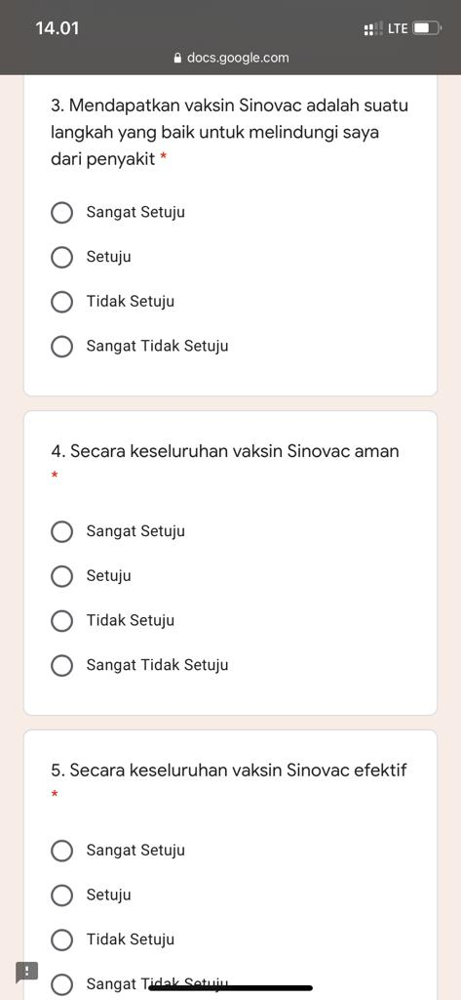 14.01
LTE
docs.google.com
3. Mendapatkan vaksin Sinovac adalah suatu
langkah yang baik untuk melindungi saya
dari penyakit *
Sangat Setuju
Setuju
Tidak Setuju
Sangat Tidak Setuju
4. Secara keseluruhan vaksin Sinovac aman
*
Sangat Setuju
Setuju
Tidak Setuju
Sangat Tidak Setuju
5. Secara keseluruhan vaksin Sinovac efektif
*
Sangat Setuju
Setuju
Tidak Setuju
Sangat Tidak Setuju